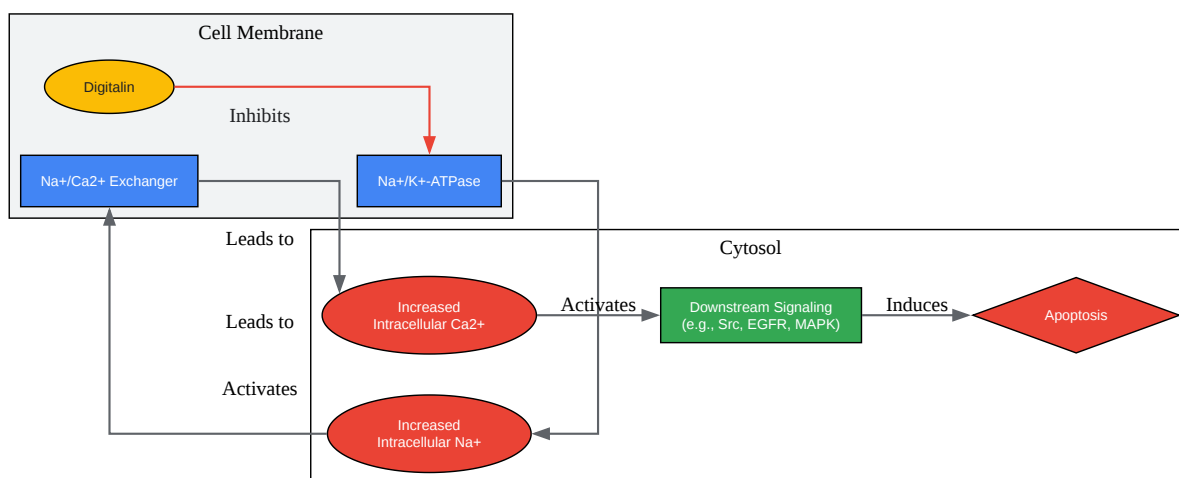 Cell Membrane
Digitalin
Inhibits
Na+/Ca2+ Exchanger
Na+/K+-ATPase
Leads to
Cytosol
Increased
Intracellular Ca2+
Activates
Downstream Signaling
(e.g., Src, EGFR, MAPK)
Induces
Apoptosis
Leads to
Activates
Increased
Intracellular Na+